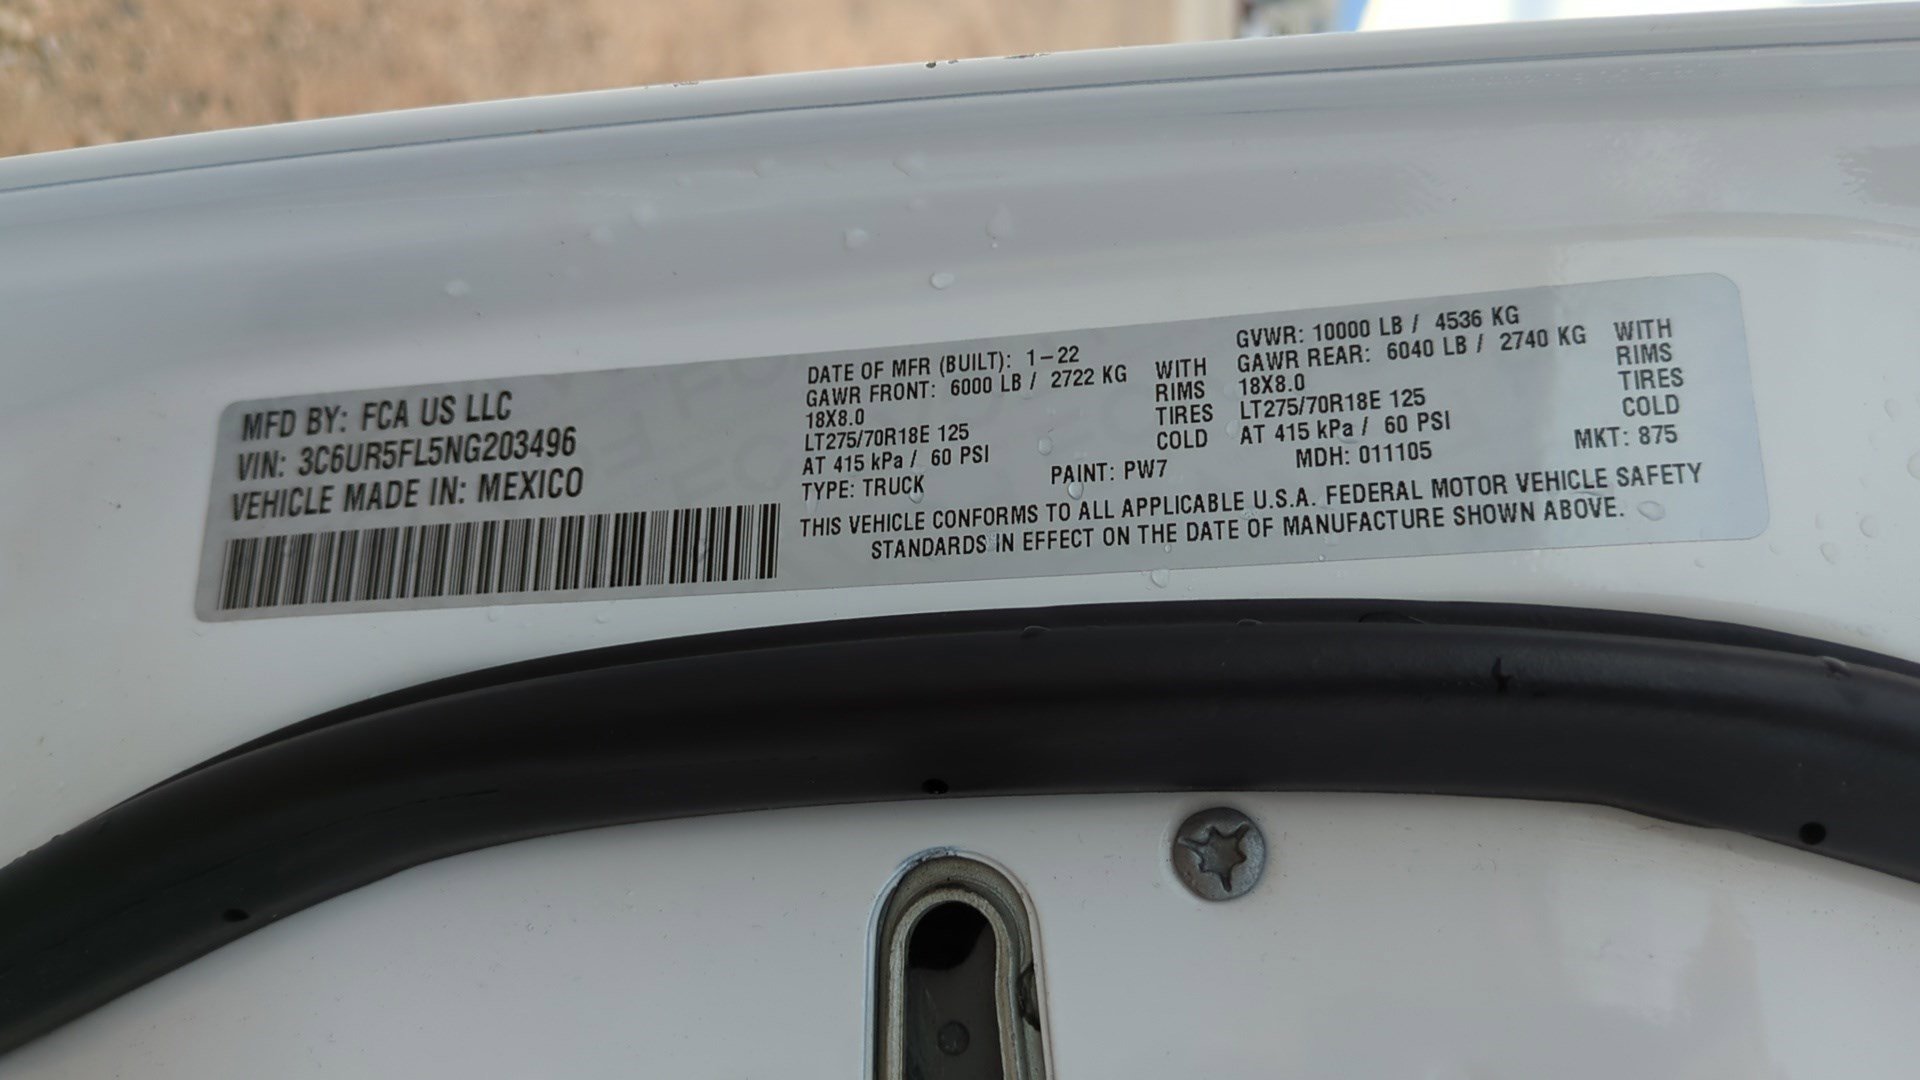 MFD BY: FCA US LLC
VIN: 3C6UR5FL5NG203496
VEHICLE MADE IN: MEXICO
DATE OF MFR (BUILT): 1-22
GAWR FRONT: 6000 LB / 2722 KG WITH
18X8.0 RIMS
LT275/70R18E 125 TIRES
AT 415 kPa / 60 PSI COLD
TYPE: TRUCK PAINT: PW7
GVWR: 10000 LB / 4536 KG
GAWR REAR: 6040 LB / 2740 KG WITH
18X8.0 RIMS
LT275/70R18E 125 TIRES
AT 415 kPa / 60 PSI COLD
MDH: 011105 MKT: 875
THIS VEHICLE CONFORMS TO ALL APPLICABLE U.S.A. FEDERAL MOTOR VEHICLE SAFETY
STANDARDS IN EFFECT ON THE DATE OF MANUFACTURE SHOWN ABOVE.